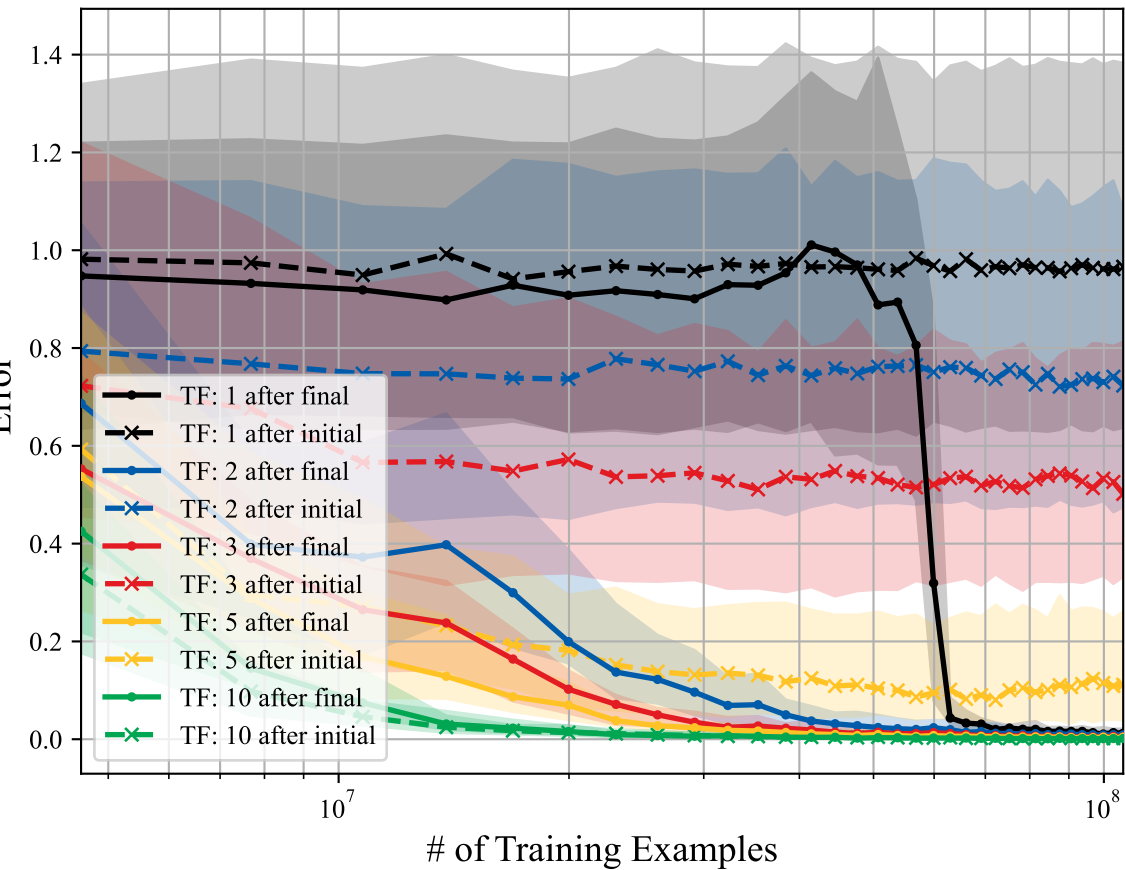 1.4
1.2
1.0
0.8
0.6
0.4
0.2
0.0
TF: 1 after final
TF: 1 after initial
TF: 2 after final
TF: 2 after initial
TF: 3 after final
TF: 3 after initial
TF: 5 after final
TF: 5 after initial
TF: 10 after final
TF: 10 after initial
10⁷
10⁸
# of Training Examples